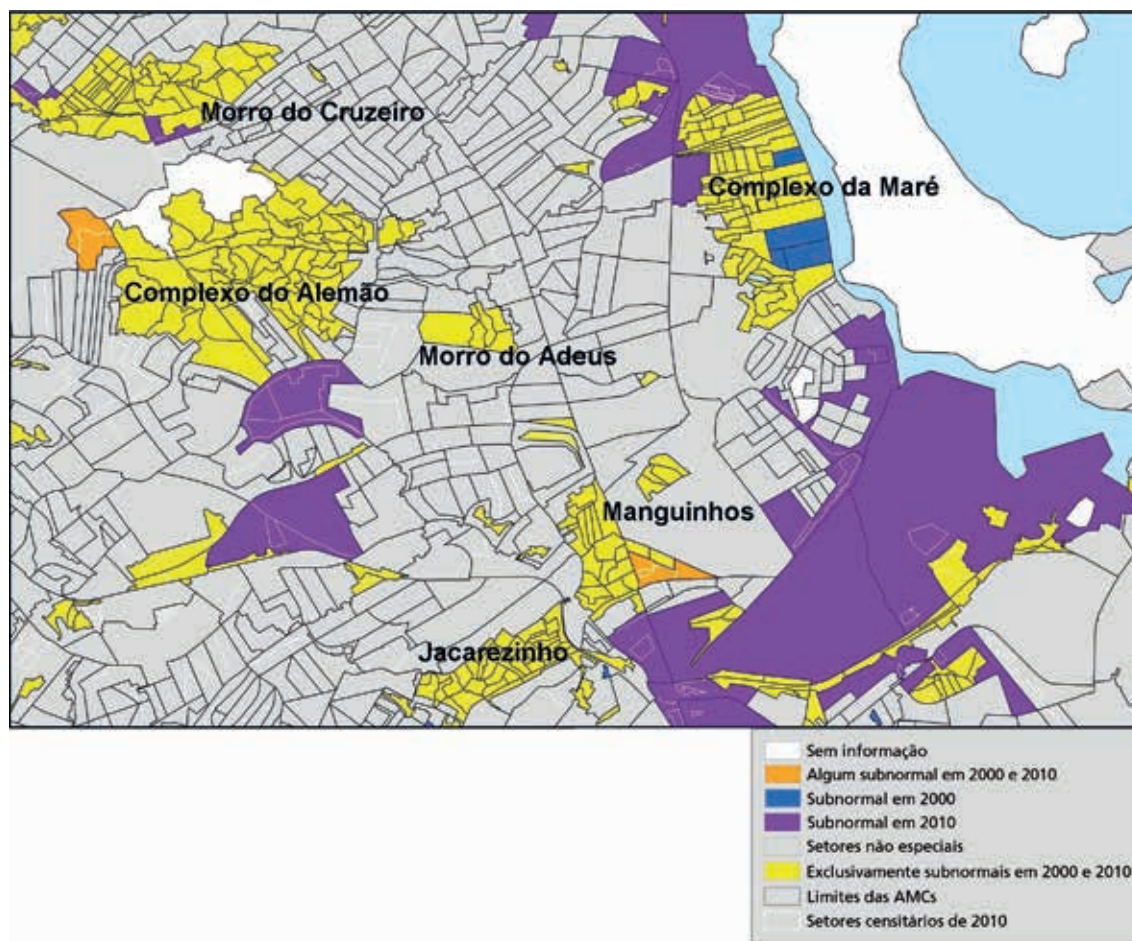 Morro do Cruzeiro
Complexo da Maré
Complexo do Alemão
Morro do Adeus
Manguinhos
Jacarezinho
Sem informação
Algum subnormal em 2000 e 2010
Subnormal em 2000
Subnormal em 2010
Setores não especiais
Exclusivamente subnormais em 2000 e 2010
Limites das AMCs
Setores censitários de 2010